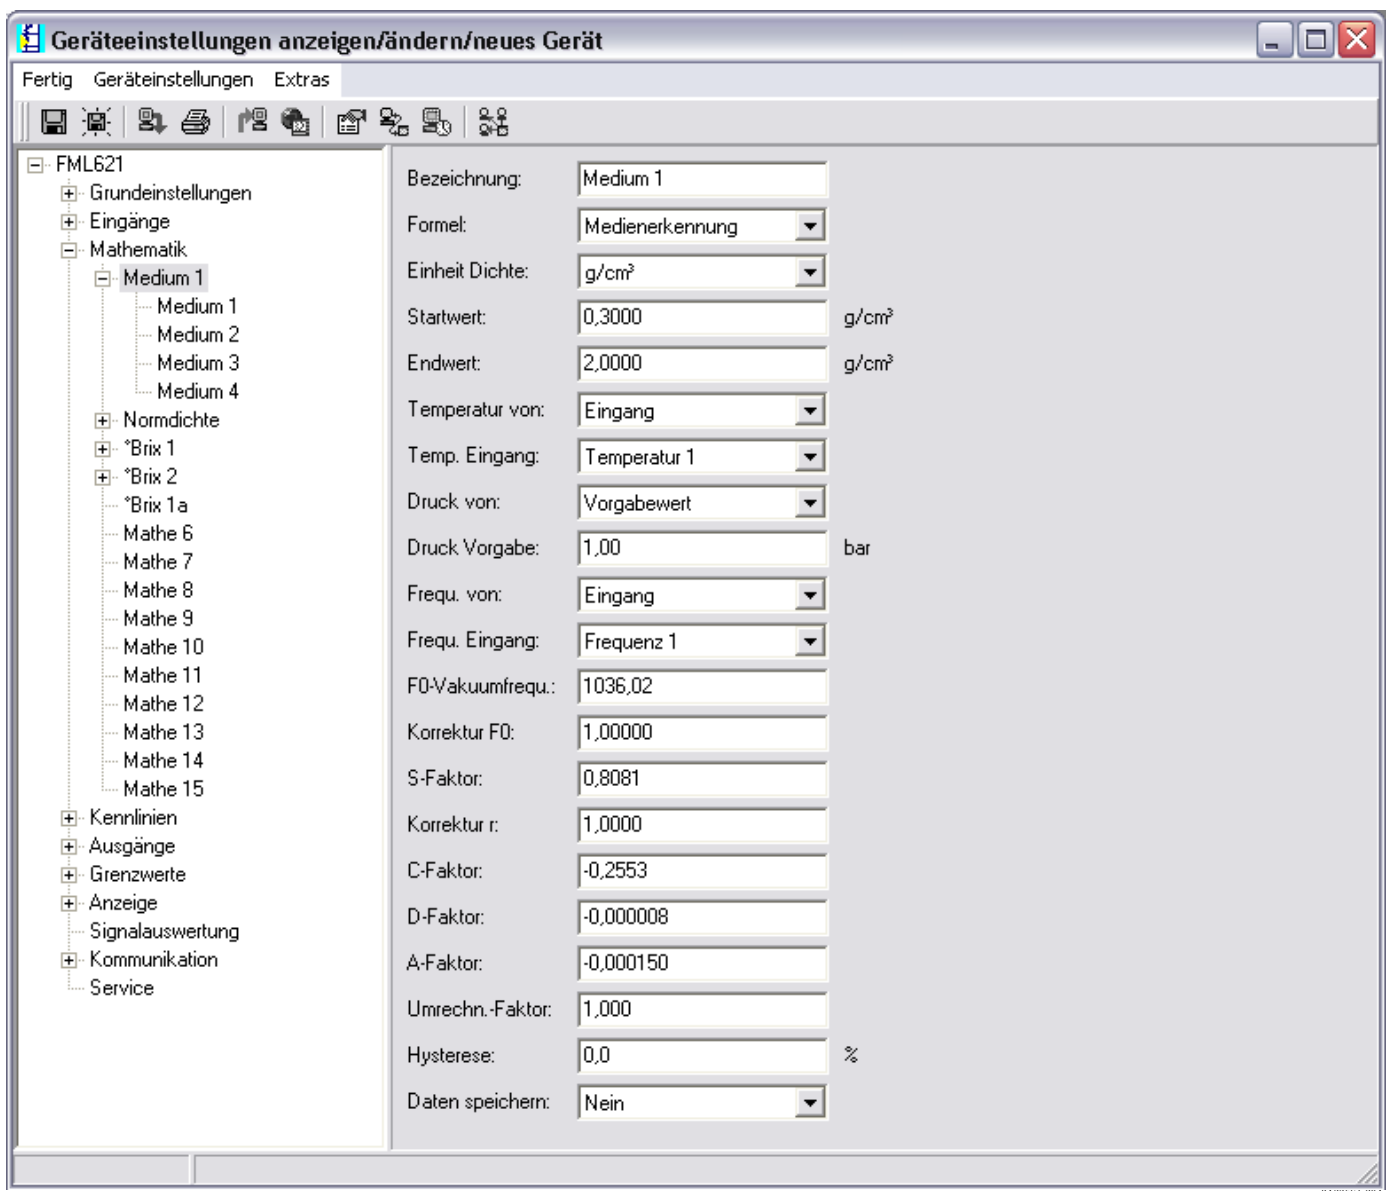 Geräteeinstellungen anzeigen/ändern/neues Gerät
Fertig Geräteinstellungen Extras
FML621
Grundeinstellungen
Eingänge
Mathematik
Medium 1
Medium 1
Medium 2
Medium 3
Medium 4
Normdichte
°Brix 1
°Brix 2
°Brix 1a
Mathe 6
Mathe 7
Mathe 8
Mathe 9
Mathe 10
Mathe 11
Mathe 12
Mathe 13
Mathe 14
Mathe 15
Kennlinien
Ausgänge
Grenzwerte
Anzeige
Signalauswertung
Kommunikation
Service
Bezeichnung: Medium 1
Formel: Medienerkennung
Einheit Dichte: g/cm³
Startwert: 0,3000 g/cm³
Endwert: 2,0000 g/cm³
Temperatur von: Eingang
Temp. Eingang: Temperatur 1
Druck von: Vorgabewert
Druck Vorgabe: 1,00 bar
Frequ. von: Eingang
Frequ. Eingang: Frequenz 1
F0-Vakuumfrequ.: 1036,02
Korrektur F0: 1,00000
S-Faktor: 0,8081
Korrektur r: 1,0000
C-Faktor: -0,2553
D-Faktor: -0,000008
A-Faktor: -0,000150
Umrechn.-Faktor: 1,000
Hysterese: 0,0 %
Daten speichern: Nein